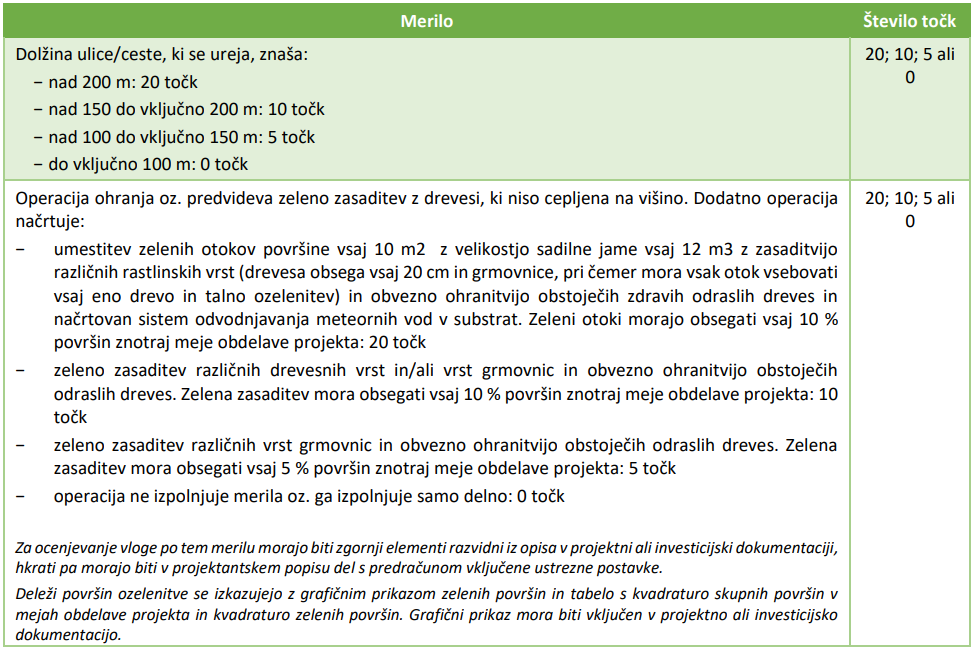 Merilo
Število točk
Dolžina ulice/ceste, ki se ureja, znaša:
20; 10; 5 ali
0
− nad 200 m: 20 točk
− nad 150 do vključno 200 m: 10 točk
− nad 100 do vključno 150 m: 5 točk
− do vključno 100 m: 0 točk
Operacija ohranja oz. predvideva zeleno zasaditev z drevesi, ki niso cepljena na višino. Dodatno operacija
načrtuje:
20; 10; 5 ali
0
− umestitev zelenih otokov površine vsaj 10 m2 z velikostjo sadilne jame vsaj 12 m3 z zasaditvijo
različnih rastlinskih vrst (drevesa obsega vsaj 20 cm in grmovnice, pri čemer mora vsak otok vsebovati
vsaj eno drevo in talno ozelenitev) in obvezno ohranitvijo obstoječih zdravih odraslih dreves in
načrtovan sistem odvodnjavanja meteornih vod v substrat. Zeleni otoki morajo obsegati vsaj 10 %
površin znotraj meje obdelave projekta: 20 točk
− zeleno zasaditev različnih drevesnih vrst in/ali vrst grmovnic in obvezno ohranitvijo obstoječih
odraslih dreves. Zelena zasaditev mora obsegati vsaj 10 % površin znotraj meje obdelave projekta: 10
točk
− zeleno zasaditev različnih vrst grmovnic in obvezno ohranitvijo obstoječih odraslih dreves. Zelena
zasaditev mora obsegati vsaj 5 % površin znotraj meje obdelave projekta: 5 točk
− operacija ne izpolnjuje merila oz. ga izpolnjuje samo delno: 0 točk
Za ocenjevanje vloge po tem merilu morajo biti zgornji elementi razvidni iz opisa v projektni ali investicijski dokumentaciji,
hkrati pa morajo biti v projektantskem popisu del s predračunom vključene ustrezne postavke.
Deleži površin ozelenitve se izkazujejo z grafičnim prikazom zelenih površin in tabelo s kvadraturo skupnih površin v
mejah obdelave projekta in kvadraturo zelenih površin. Grafični prikaz mora biti vključen v projektno ali investicijsko
dokumentacijo.